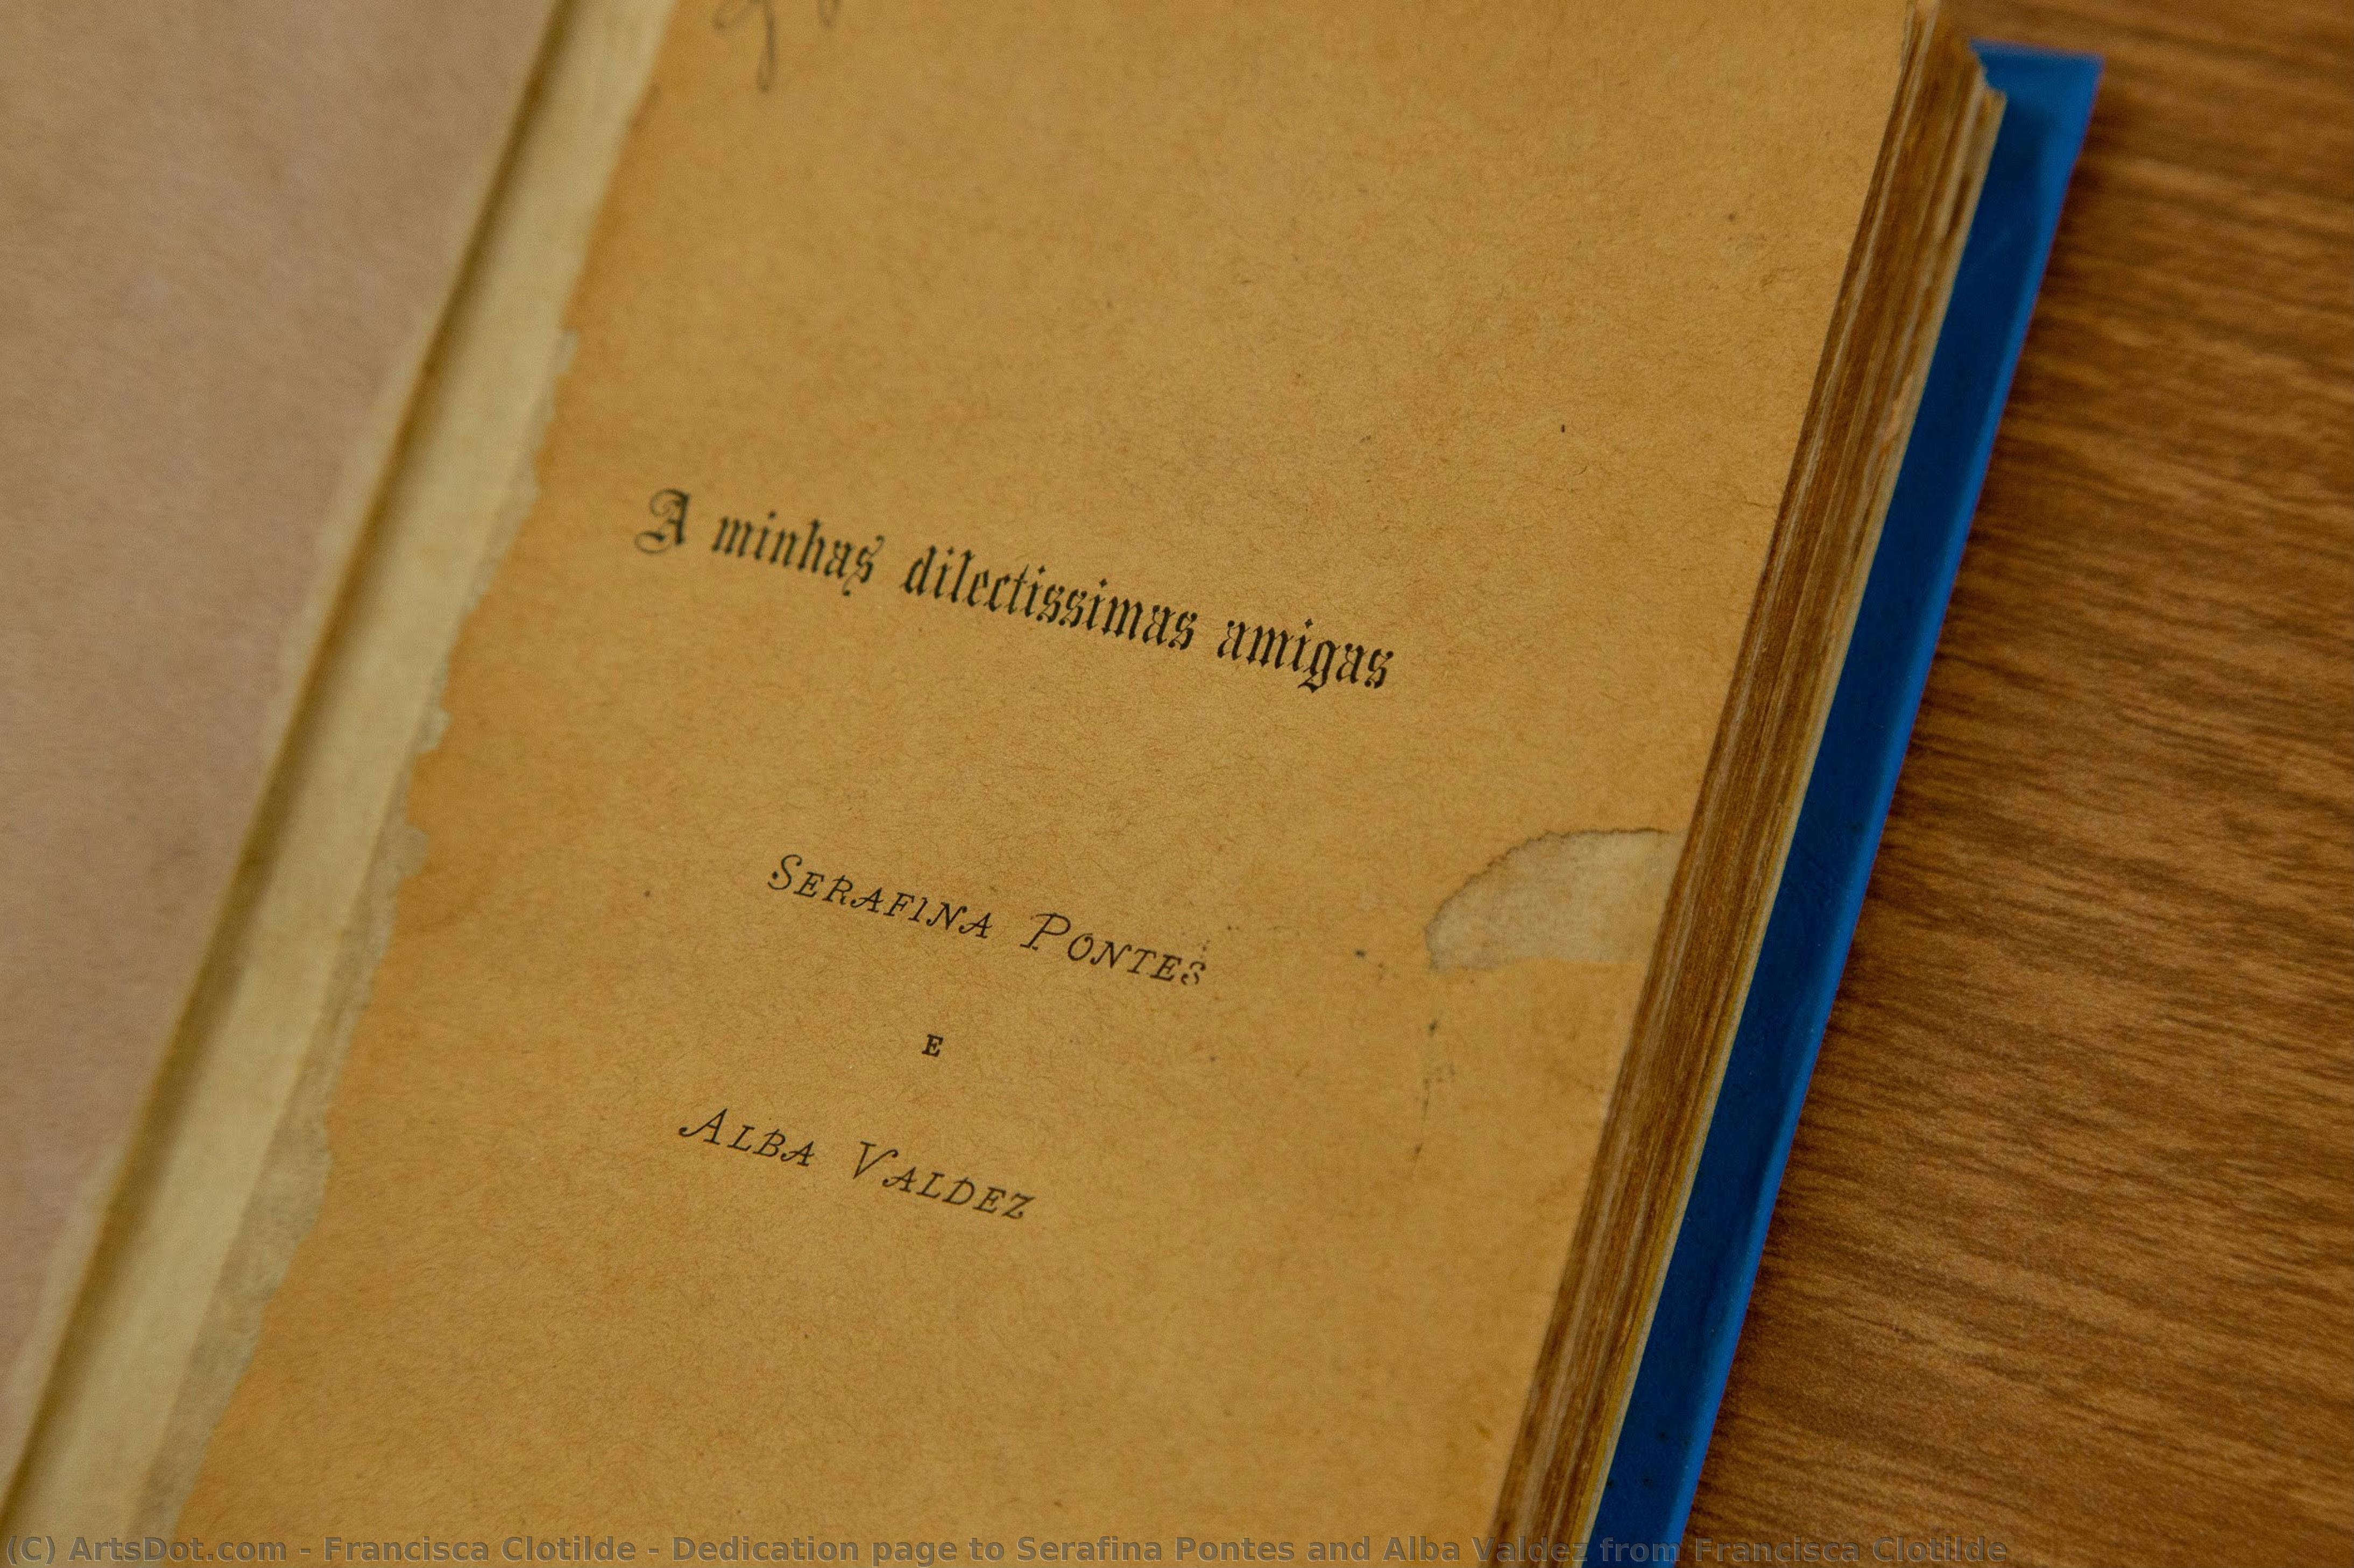 A minhas dilectissimas amigas
SERAFINA PONTES
E
ALBA VALDEZ
(C) ArtsDot.com - Francisca Clotilde - Dedication page to Serafina Pontes and Alba Valdez from Francisca Clotilde